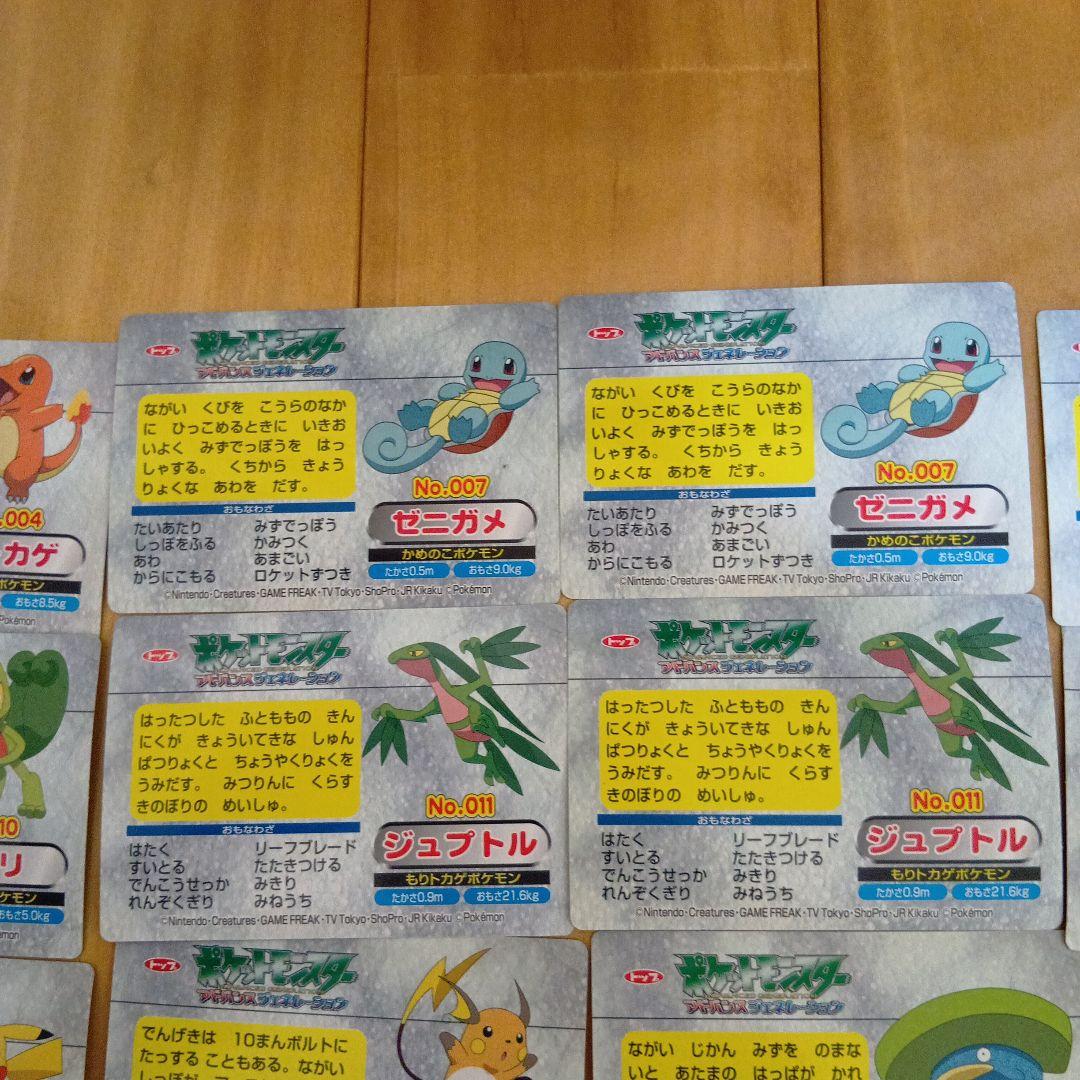 トップ
ポケットモンスター
アドバンスジェネレーション
ながい くびを こうらのなか
に ひっこめるときに いきお
いよく みずでっぽうを はっ
しゃする。 くちから きょう
りょくな あわを だす。
No.007
ゼニガメ
かめのこポケモン
たかさ0.5m おもさ9.0kg
おもなわざ
たいあたり みずでっぽう
しっぽをふる かみつく
あわ あまごい
からにこもる ロケットずつき
©Nintendo・Creatures・GAME FREAK・TV Tokyo・ShoPro・JR Kikaku ©Pokémon
トップ
ポケットモンスター
アドバンスジェネレーション
ながい くびを こうらのなか
に ひっこめるときに いきお
いよく みずでっぽうを はっ
しゃする。 くちから きょう
りょくな あわを だす。
No.007
ゼニガメ
かめのこポケモン
たかさ0.5m おもさ9.0kg
おもなわざ
たいあたり みずでっぽう
しっぽをふる かみつく
あわ あまごい
からにこもる ロケットずつき
©Nintendo・Creatures・GAME FREAK・TV Tokyo・ShoPro・JR Kikaku ©Pokémon
.004
カゲ
ポケモン
おもさ8.5kg
Pokémon
トップ
ポケットモンスター
アドバンスジェネレーション
はったつした ふとももの きん
にくが きょういてきな しゅん
ぱつりょくと ちょうやくりょくを
うみだす。 みつりんに くらす
きのぼりの めいしゅ。
No.011
ジュプトル
もりトカゲポケモン
たかさ0.9m おもさ21.6kg
おもなわざ
はたく リーフブレード
すいとる たたきつける
でんこうせっか みきり
れんぞくぎり みねうち
©Nintendo・Creatures・GAME FREAK・TV Tokyo・ShoPro・JR Kikaku ©Pokémon
トップ
ポケットモンスター
アドバンスジェネレーション
はったつした ふとももの きん
にくが きょういてきな しゅん
ぱつりょくと ちょうやくりょくを
うみだす。 みつりんに くらす
きのぼりの めいしゅ。
No.011
ジュプトル
もりトカゲポケモン
たかさ0.9m おもさ21.6kg
おもなわざ
はたく リーフブレード
すいとる たたきつける
でんこうせっか みきり
れんぞくぎり みねうち
©Nintendo・Creatures・GAME FREAK・TV Tokyo・ShoPro・JR Kikaku ©Pokémon
10
リ
ポケモン
おもさ5.0kg
トップ
ポケットモンスター
アドバンスジェネレーション
でんげきは 10まんボルトに
たっする こともある。ながい
トップ
ポケットモンスター
アドバンスジェネレーション
ながい じかん みずを のまな
いと あたまの はっぱが かれ